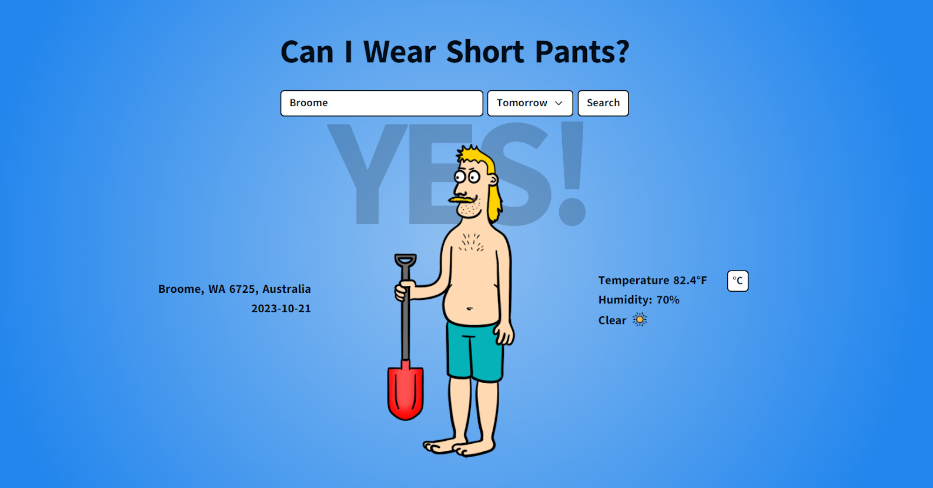 Can I Wear Short Pants?
Broome Tomorrow Search
YES!
Broome, WA 6725, Australia
2023-10-21
Temperature 82.4°F °C
Humidity: 70%
Clear